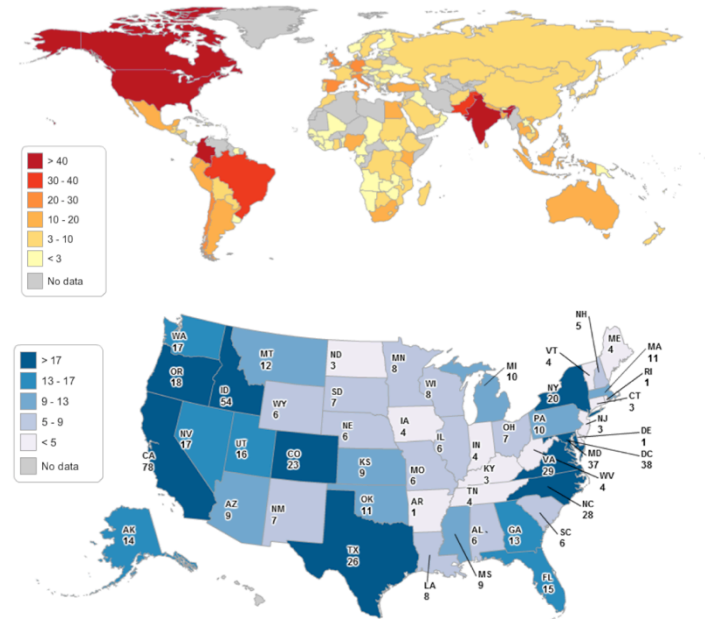 > 40
30 - 40
20 - 30
10 - 20
3 - 10
< 3
No data
> 17
13 - 17
9 - 13
5 - 9
< 5
No data
WA
17
OR
18
ID
54
MT
12
ND
3
MN
8
WI
8
MI
10
VT
4
NH
5
ME
4
MA
11
RI
1
CT
3
NY
20
NJ
3
PA
10
DE
1
DC
38
MD
37
WV
4
VA
29
NC
28
SC
6
CA
78
NV
17
UT
16
WY
6
SD
7
NE
6
IA
4
IL
6
IN
4
OH
7
KY
3
CO
23
KS
9
MO
6
TN
4
AZ
9
NM
7
OK
11
AR
1
TX
26
LA
8
MS
9
AL
6
GA
13
FL
15
AK
14